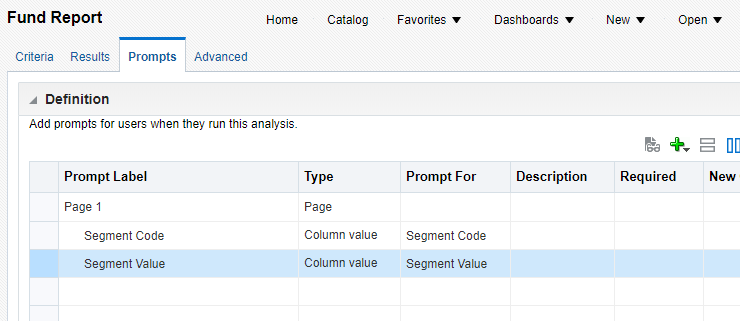 Fund Report Home Catalog Favorites Dashboards New Open
Criteria Results Prompts Advanced
Definition
Add prompts for users when they run this analysis.
Prompt Label Type Prompt For Description Required New
Page 1 Page
Segment Code Column value Segment Code
Segment Value Column value Segment Value